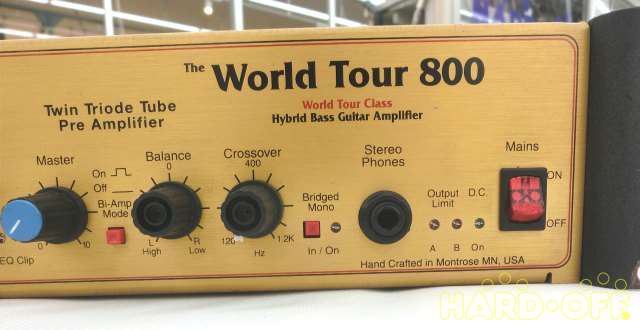 The World Tour 800
World Tour Class
Hybrid Bass Guitar Amplifier
Twin Triode Tube
Pre Amplifier
Master
0
10
EQ Clip
On
Off
Bi-Amp
Mode
Balance
0
L
High
R
Low
Crossover
400
120
1.2K
Hz
Bridged
Mono
In / On
Stereo
Phones
Output
Limit
A
B
D.C.
On
Mains
ON
OFF
Hand Crafted in Montrose MN, USA
HARD-OFF